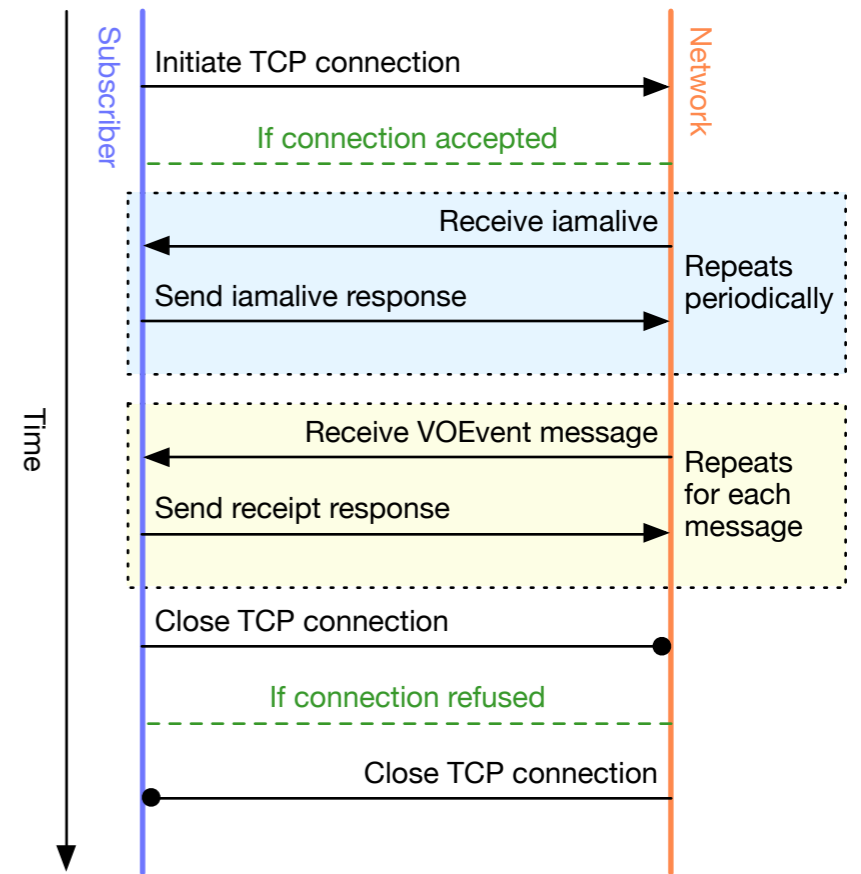 Subscriber
Network
Initiate TCP connection
If connection accepted
Receive iamalive
Repeats
periodically
Send iamalive response
Time
Receive VOEvent message
Repeats
for each
message
Send receipt response
Close TCP connection
If connection refused
Close TCP connection